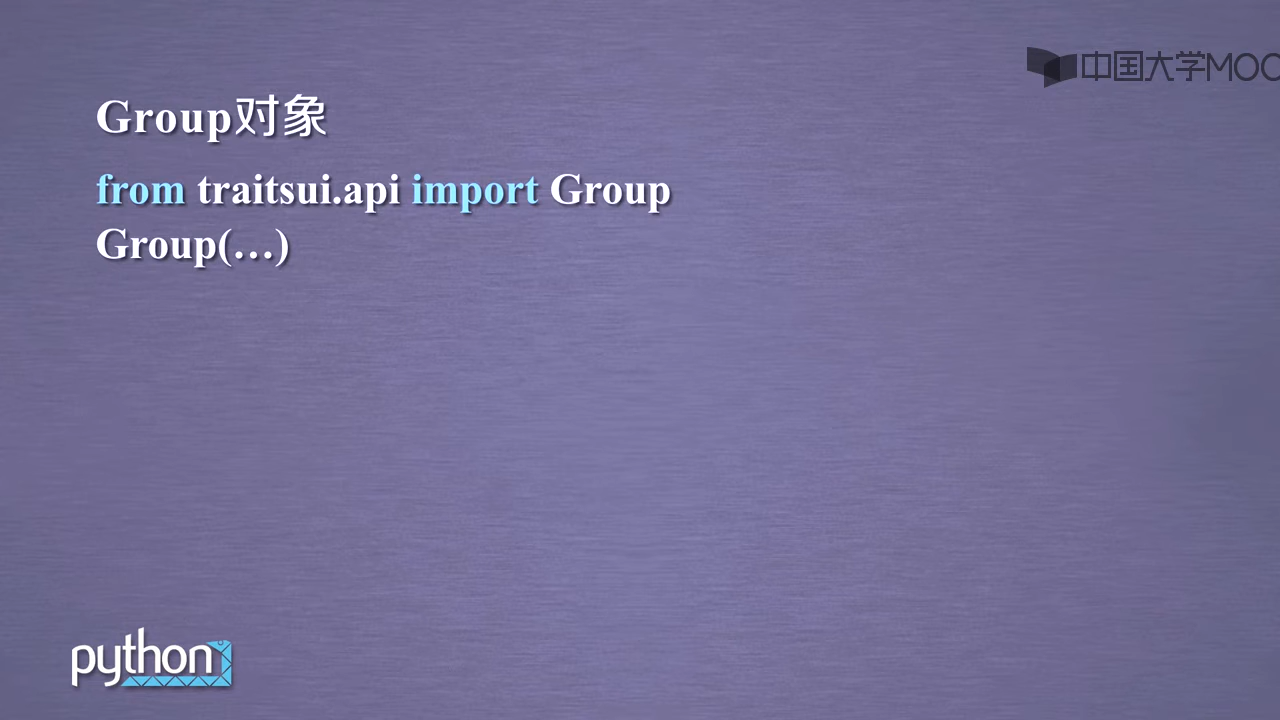 中国大学MOO
Group对象
from traitsui.api import Group
Group(…)
python